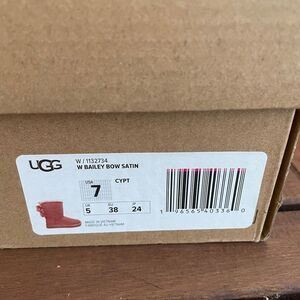 UGG
W / 1132734
W BAILEY BOW SATIN
USA
7
CYPT
UK
5
EU
38
JP
24
MADE IN VIETNAM
FABRIQUÉ AU VIETNAM
1 96565 40336 0